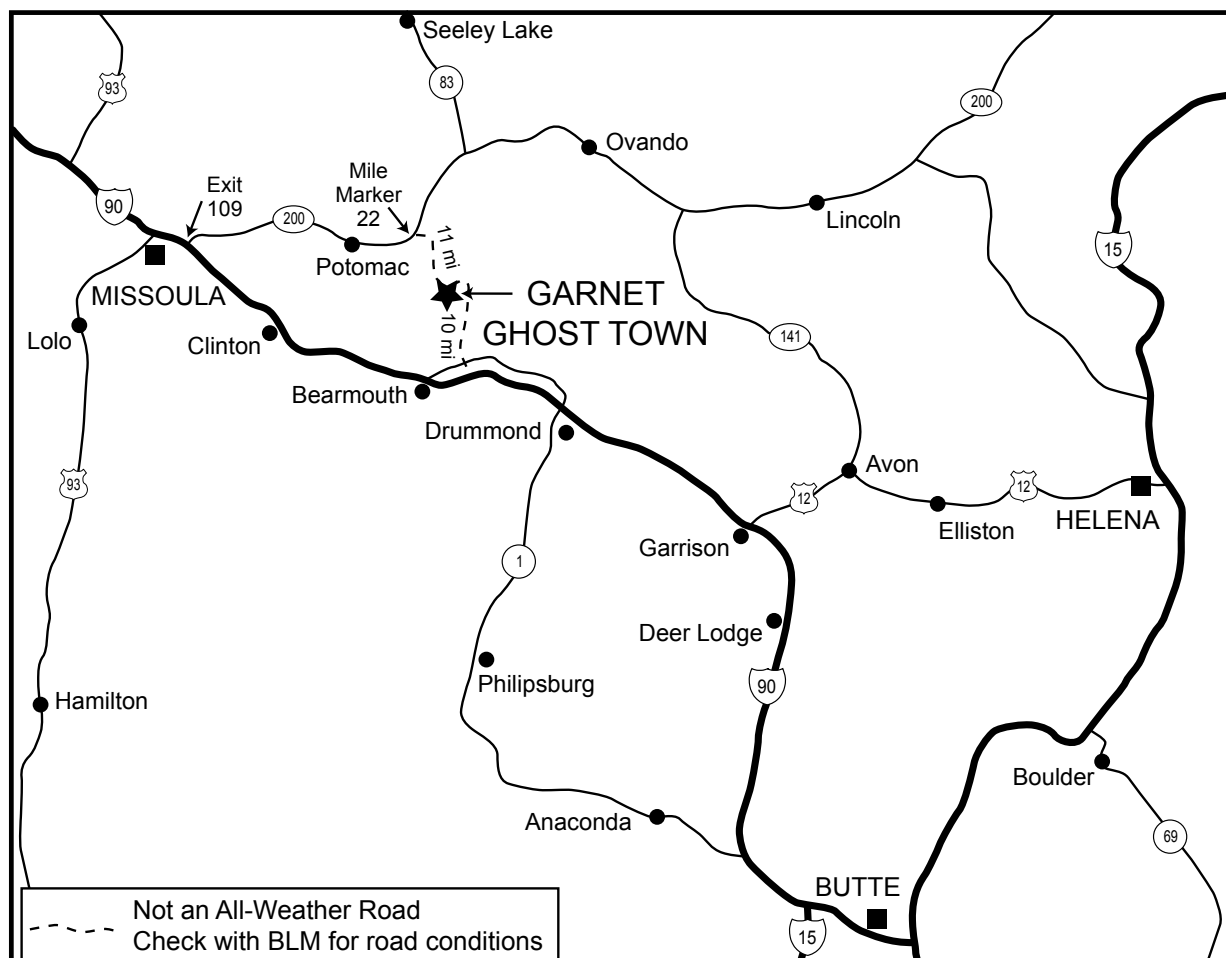 Seeley Lake
93
83
200
Ovando
Mile
Marker
22
Exit
109
90
200
Lincoln
15
Potomac
11 mi
MISSOULA
GARNET
GHOST TOWN
10 mi
141
Lolo
Clinton
Bearmouth
Drummond
Avon
93
12
12
Elliston
HELENA
Garrison
1
Deer Lodge
Philipsburg
90
Hamilton
Boulder
Anaconda
69
BUTTE
15
Not an All-Weather Road
Check with BLM for road conditions